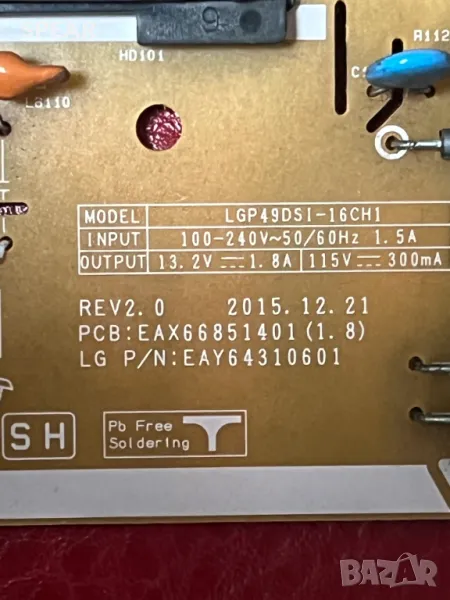 HD101
R112
LG110
MODEL LGP49DSI-16CH1
INPUT 100-240V~50/60Hz 1.5A
OUTPUT 13.2V⎓1.8A 115V⎓300mA
REV2.0 2015.12.21
PCB:EAX66851401(1.8)
LG P/N:EAY64310601
SH
Pb Free
Soldering
BAZAR